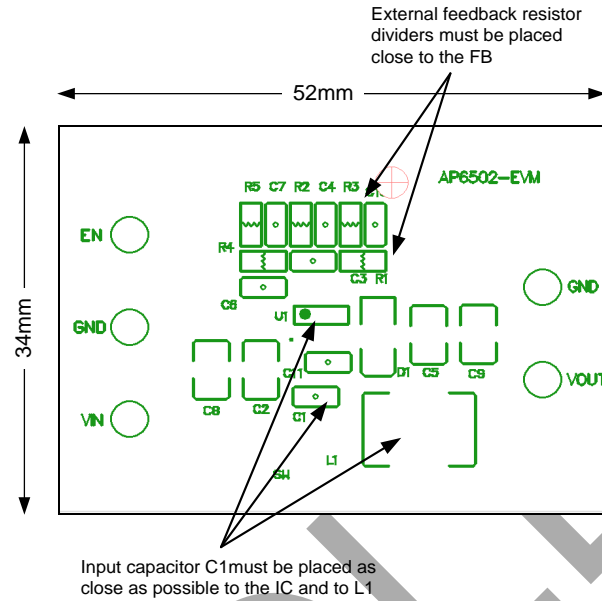 External feedback resistor
dividers must be placed
close to the FB
52mm
34mm
AP6502-EVM
R5 C7 R2 C4 R3
EN
R4
C3 R1
C6
GND
GND
U1
C11
D1 C5 C9
VOUT
C8 C2
VIN
C1
L1
SW
Input capacitor C1must be placed as
close as possible to the IC and to L1